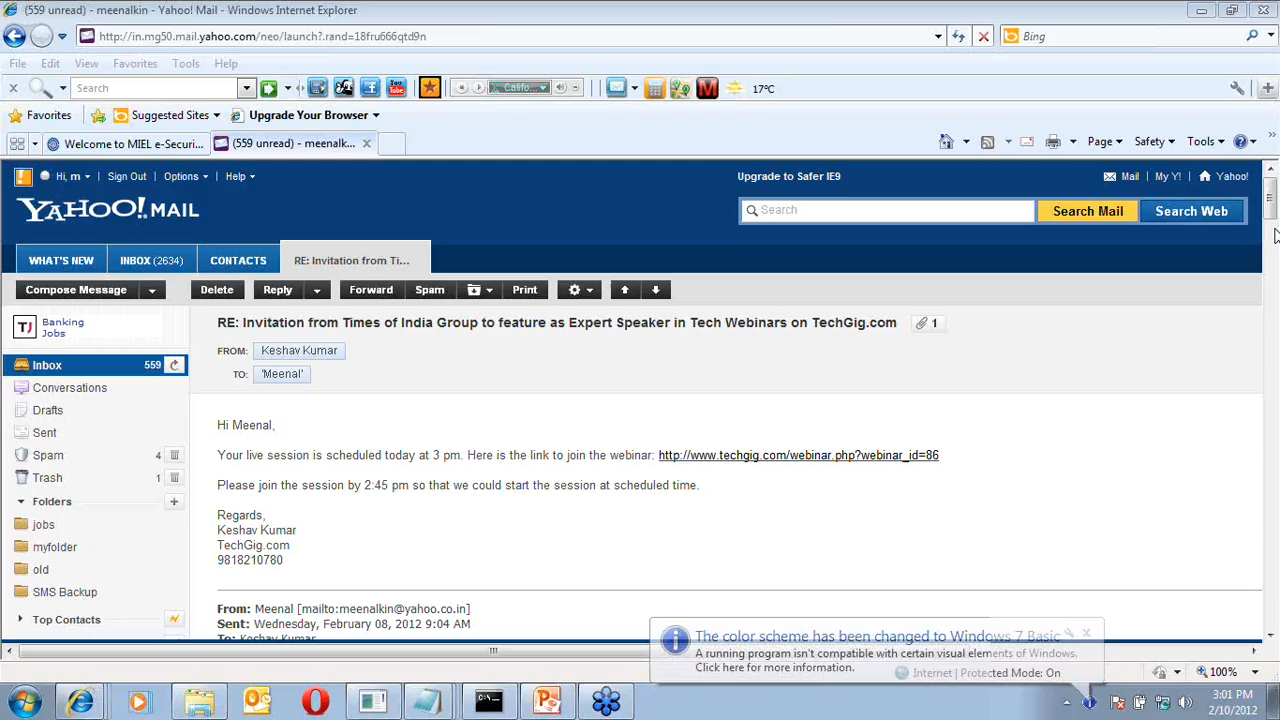 (559 unread) - meenalkin - Yahoo! Mail - Windows Internet Explorer
http://in.mg50.mail.yahoo.com/neo/launch?.rand=18fru666qtd9n
Bing
File Edit View Favorites Tools Help
Search
You Tube
Califo...
M
17°C
Favorites
Suggested Sites
Upgrade Your Browser
Welcome to MIEL e-Securi...
(559 unread) - meenalk...
Page Safety Tools
Hi, m Sign Out Options Help
Upgrade to Safer IE9
Mail My Y! Yahoo!
YAHOO! MAIL
Search
Search Mail
Search Web
WHAT'S NEW
INBOX (2634)
CONTACTS
RE: Invitation from Ti...
Compose Message
Delete
Reply
Forward
Spam
Print
TJ
Banking
Jobs
RE: Invitation from Times of India Group to feature as Expert Speaker in Tech Webinars on TechGig.com
1
FROM: Keshav Kumar
TO: 'Meenal'
Inbox 559
Conversations
Drafts
Sent
Spam 4
Trash 1
Folders
jobs
myfolder
old
SMS Backup
Top Contacts
Hi Meenal,
Your live session is scheduled today at 3 pm. Here is the link to join the webinar: http://www.techgig.com/webinar.php?webinar_id=86
Please join the session by 2:45 pm so that we could start the session at scheduled time.
Regards,
Keshav Kumar
TechGig.com
9818210780
From: Meenal [mailto:meenalkin@yahoo.co.in]
Sent: Wednesday, February 08, 2012 9:04 AM
To: Keshav Kumar
The color scheme has been changed to Windows 7 Basic
A running program isn't compatible with certain visual elements of Windows.
Click here for more information.
Internet | Protected Mode: On
100%
3:01 PM
2/10/2012